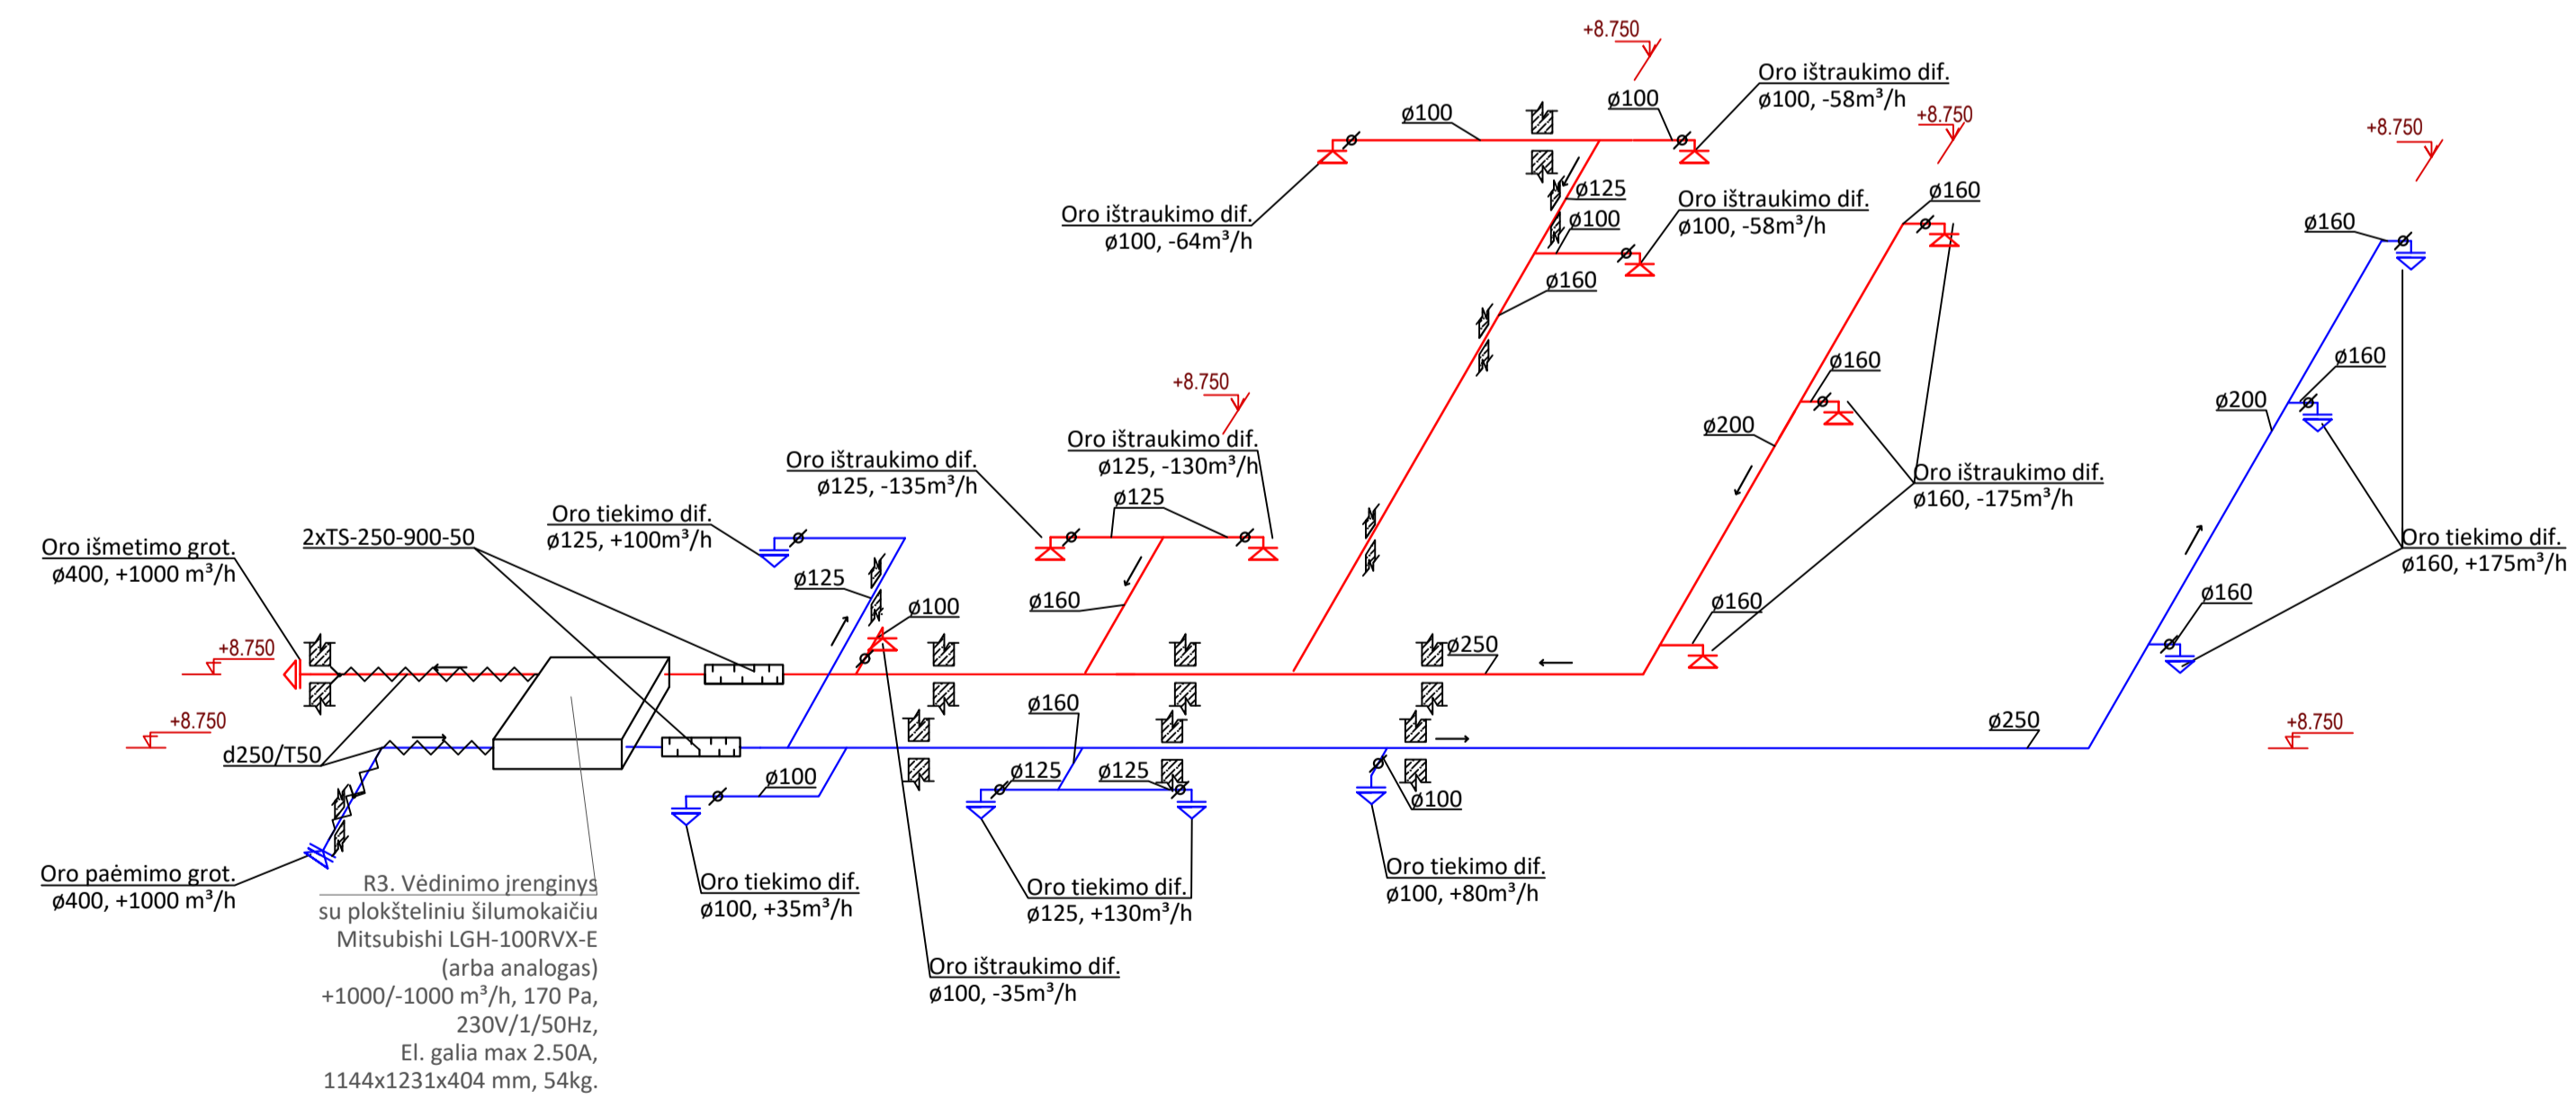 +8.750
Oro ištraukimo dif.
ø100, -58m³/h
ø100
ø100
+8.750
+8.750
ø125
ø100
Oro ištraukimo dif.
ø100, -58m³/h
ø160
Oro ištraukimo dif.
ø100, -64m³/h
ø160
ø160
+8.750
ø160
ø160
ø200
ø200
Oro ištraukimo dif.
ø125, -130m³/h
Oro ištraukimo dif.
ø125, -135m³/h
ø125
Oro ištraukimo dif.
ø160, -175m³/h
Oro tiekimo dif.
ø125, +100m³/h
2xTS-250-900-50
Oro išmetimo grot.
ø400, +1000 m³/h
Oro tiekimo dif.
ø160, +175m³/h
ø125
ø100
ø160
ø160
ø160
+8.750
ø250
+8.750
d250/T50
ø160
ø250
+8.750
ø100
ø125
ø125
ø100
Oro paėmimo grot.
ø400, +1000 m³/h
Oro tiekimo dif.
ø100, +35m³/h
Oro tiekimo dif.
ø125, +130m³/h
Oro tiekimo dif.
ø100, +80m³/h
R3. Vėdinimo įrenginys
su plokšteliniu šilumokaičiu
Mitsubishi LGH-100RVX-E
(arba analogas)
+1000/-1000 m³/h, 170 Pa,
230V/1/50Hz,
El. galia max 2.50A,
1144x1231x404 mm, 54kg.
Oro ištraukimo dif.
ø100, -35m³/h